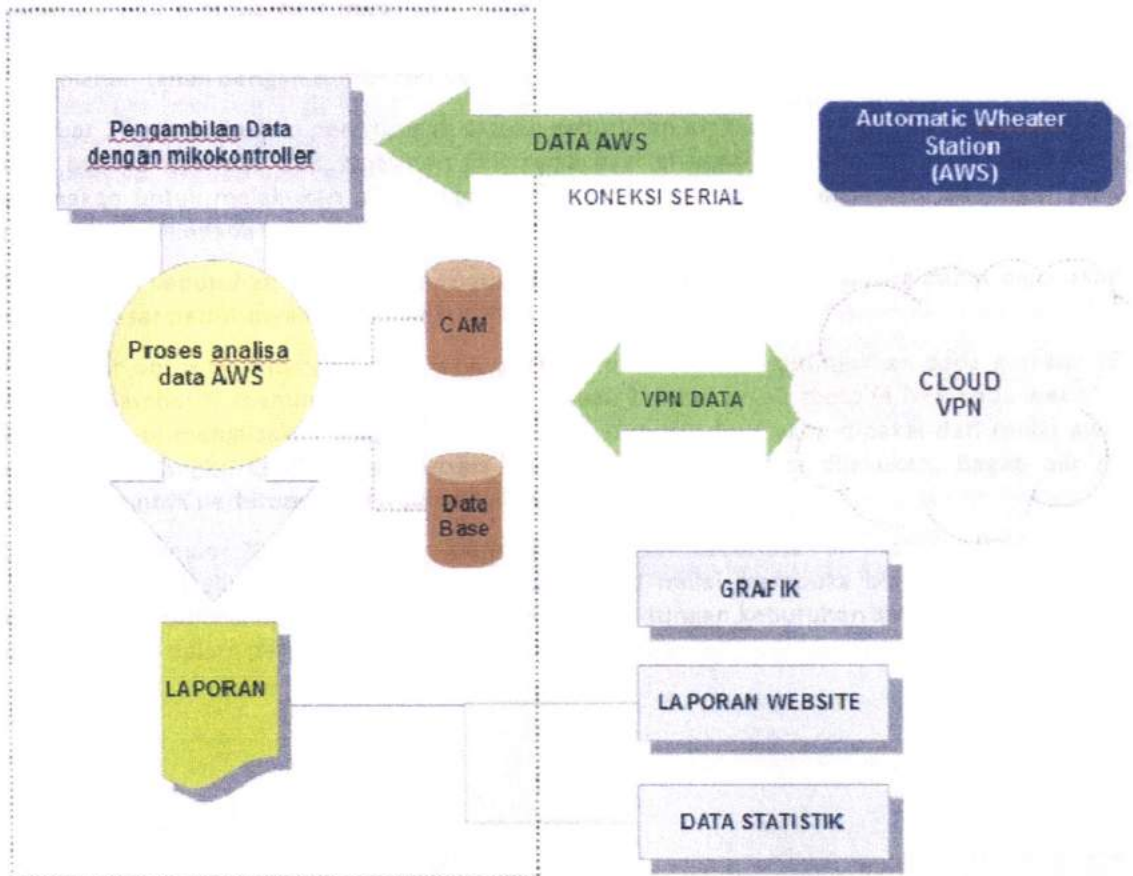 Pengambilan Data
dengan mikokontroller
DATA AWS
KONEKSI SERIAL
Automatic Wheater
Station
(AWS)
Proses analisa
data AWS
CAM
Data
Base
VPN DATA
CLOUD
VPN
GRAFIK
LAPORAN
LAPORAN WEBSITE
DATA STATISTIK